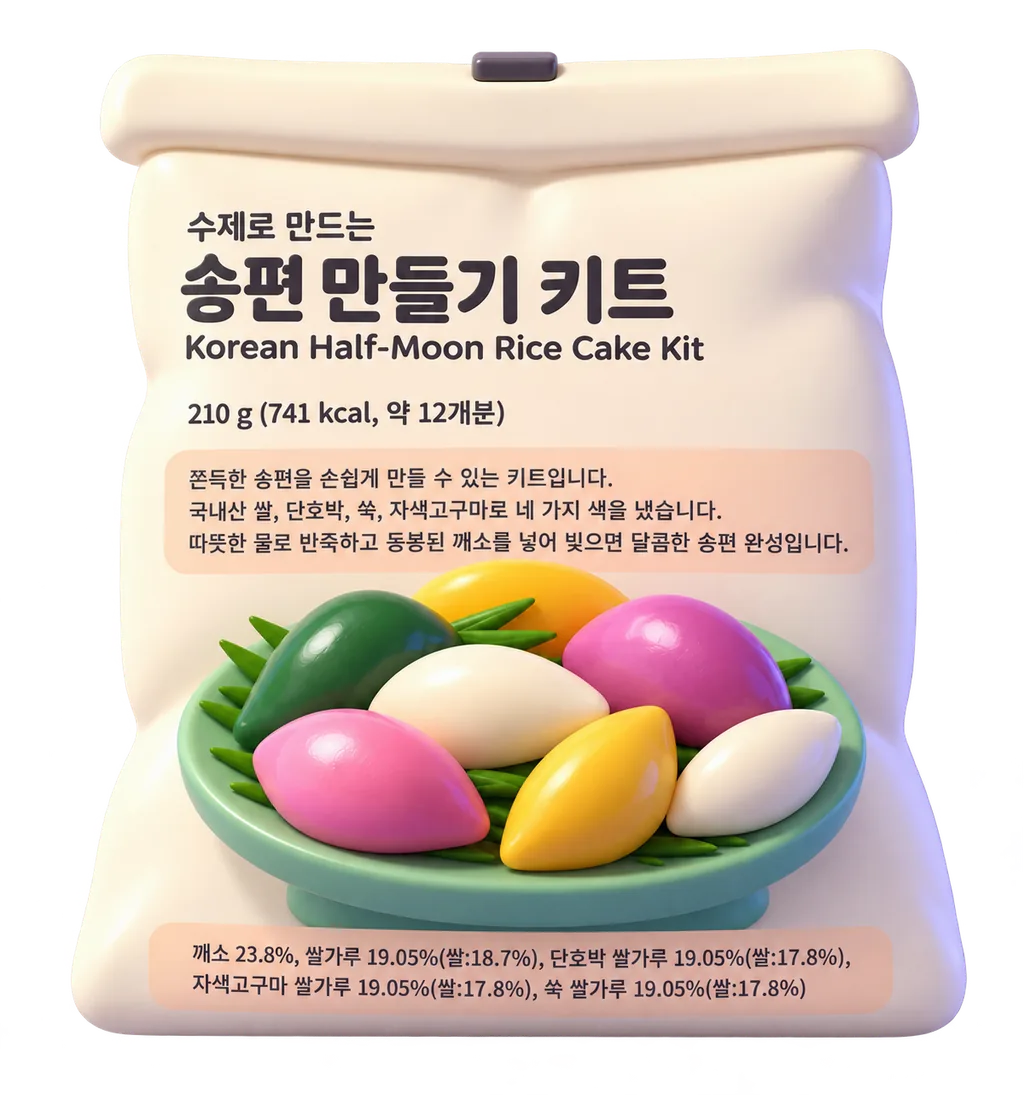 수제로 만드는
송편 만들기 키트
Korean Half-Moon Rice Cake Kit
210 g (741 kcal, 약 12개분)
쫀득한 송편을 손쉽게 만들 수 있는 키트입니다.
국내산 쌀, 단호박, 쑥, 자색고구마로 네 가지 색을 냈습니다.
따뜻한 물로 반죽하고 동봉된 깨소를 넣어 빚으면 달콤한 송편 완성입니다.
깨소 23.8%, 쌀가루 19.05%(쌀:18.7%), 단호박 쌀가루 19.05%(쌀:17.8%),
자색고구마 쌀가루 19.05%(쌀:17.8%), 쑥 쌀가루 19.05%(쌀:17.8%)